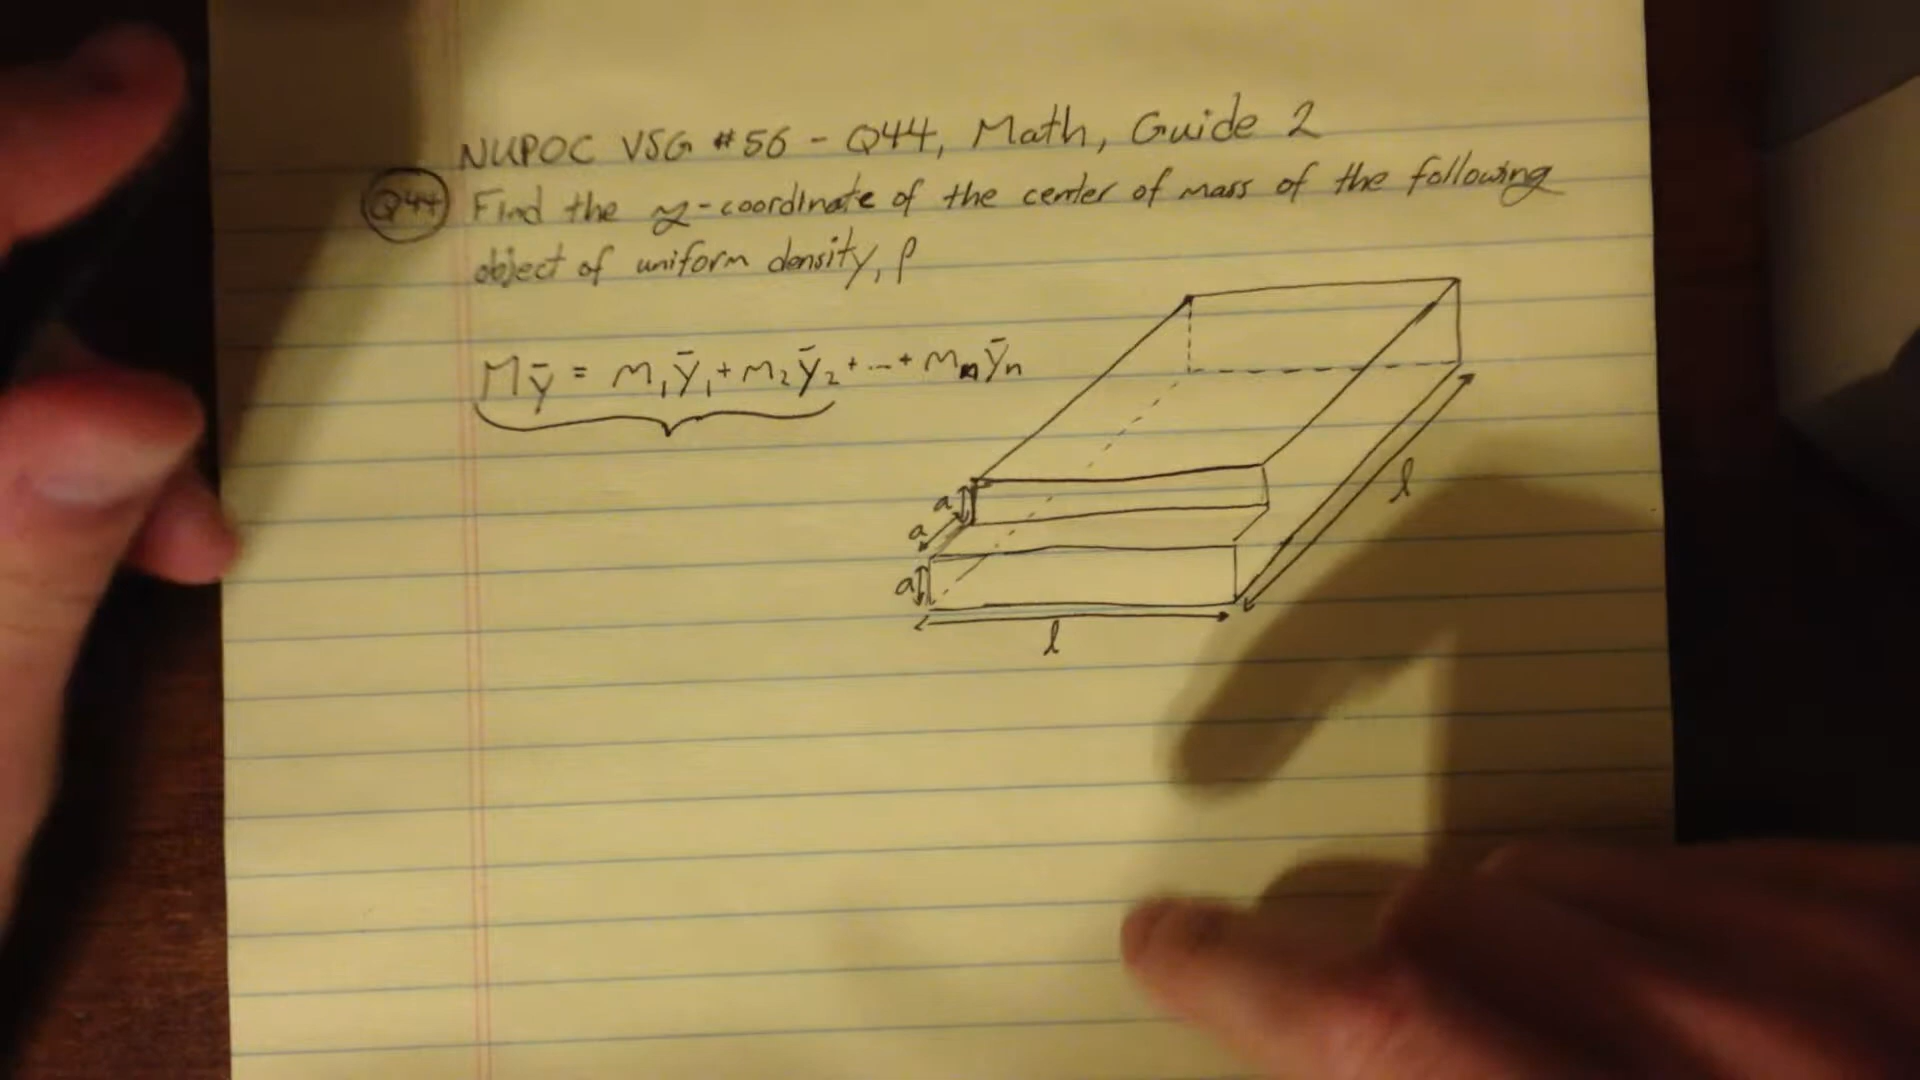 NUPOC VSG #56 - Q44, Math, Guide 2
Q44 Find the y-coordinate of the center of mass of the following
object of uniform density, ρ
Mȳ = m₁ȳ₁ + m₂ȳ₂ + ... + mₙȳₙ
a
a
a
l
l